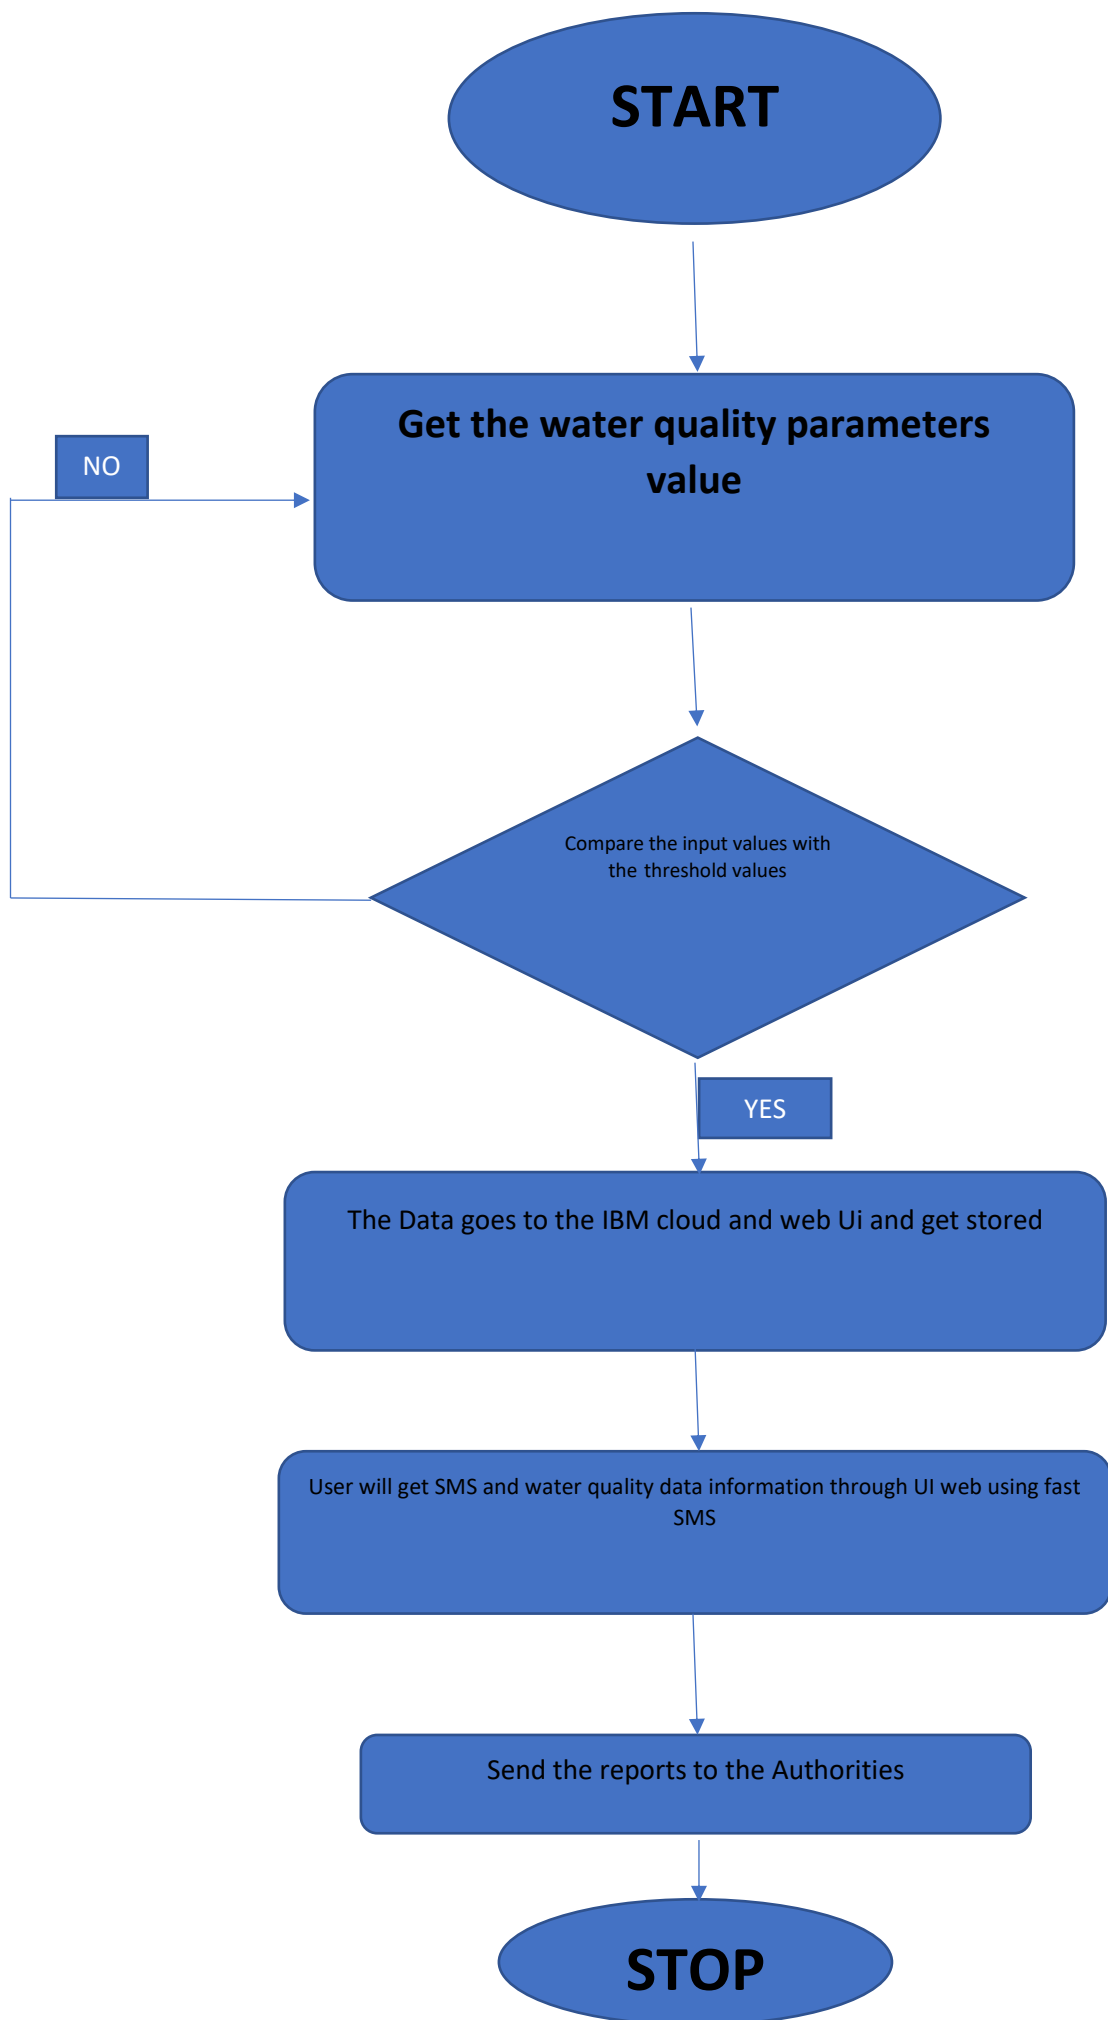 START
Get the water quality parameters
value
NO
Compare the input values with
the threshold values
YES
The Data goes to the IBM cloud and web Ui and get stored
User will get SMS and water quality data information through UI web using fast
SMS
Send the reports to the Authorities
STOP